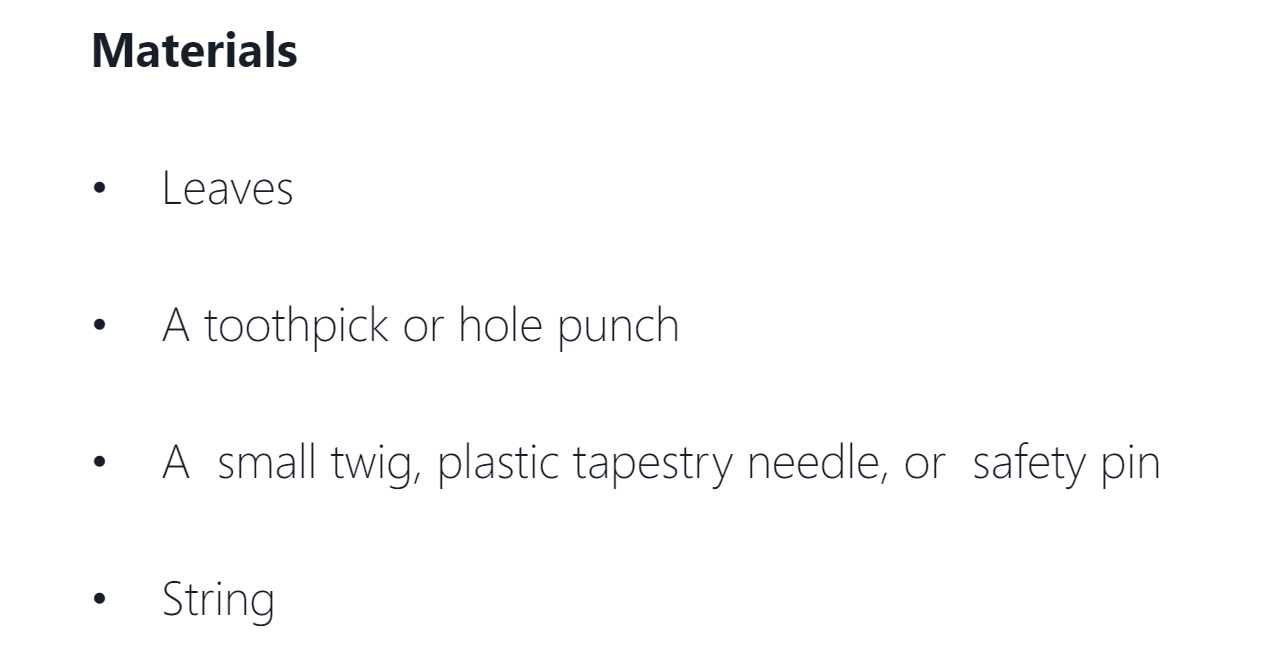 Materials
• Leaves
• A toothpick or hole punch
• A  small twig, plastic tapestry needle, or  safety pin
• String